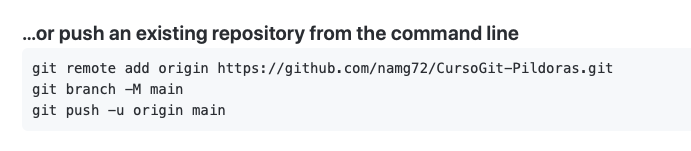 ...or push an existing repository from the command line
git remote add origin https://github.com/namg72/CursoGit-Pildoras.git
git branch -M main
git push -u origin main